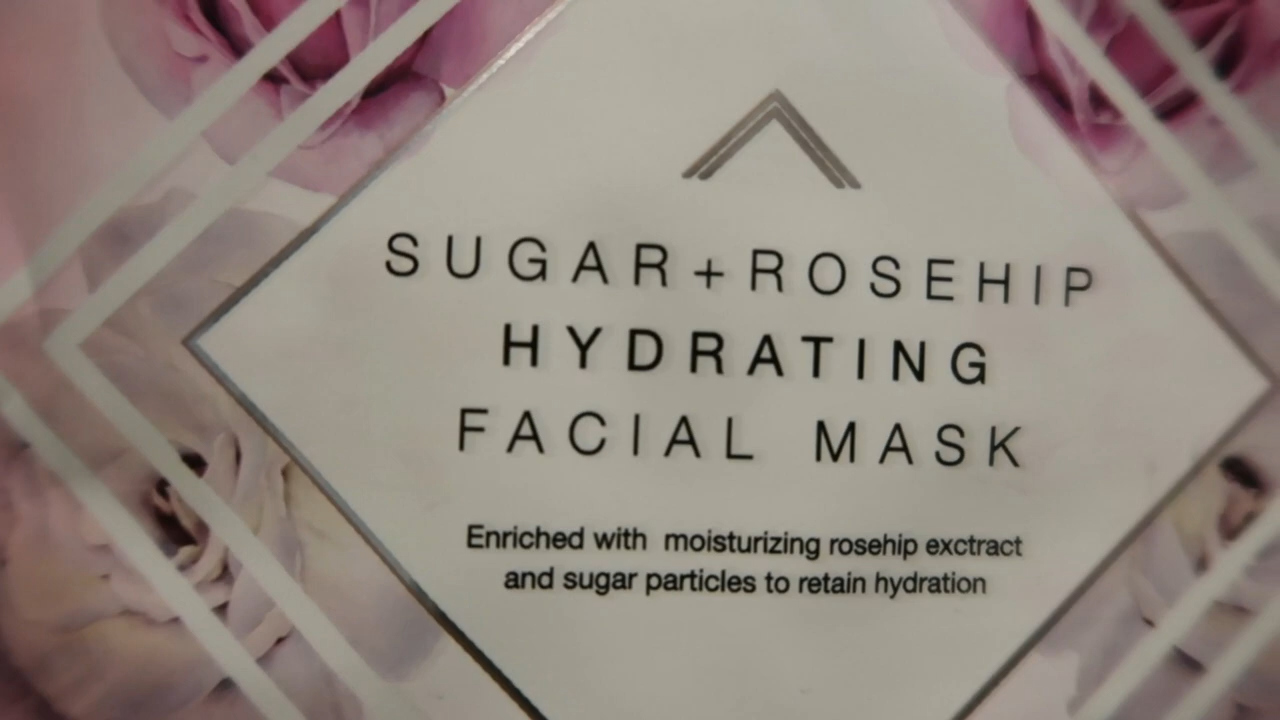 SUGAR+ROSEHIP
HYDRATING
FACIAL MASK
Enriched with moisturizing rosehip exctract
and sugar particles to retain hydration